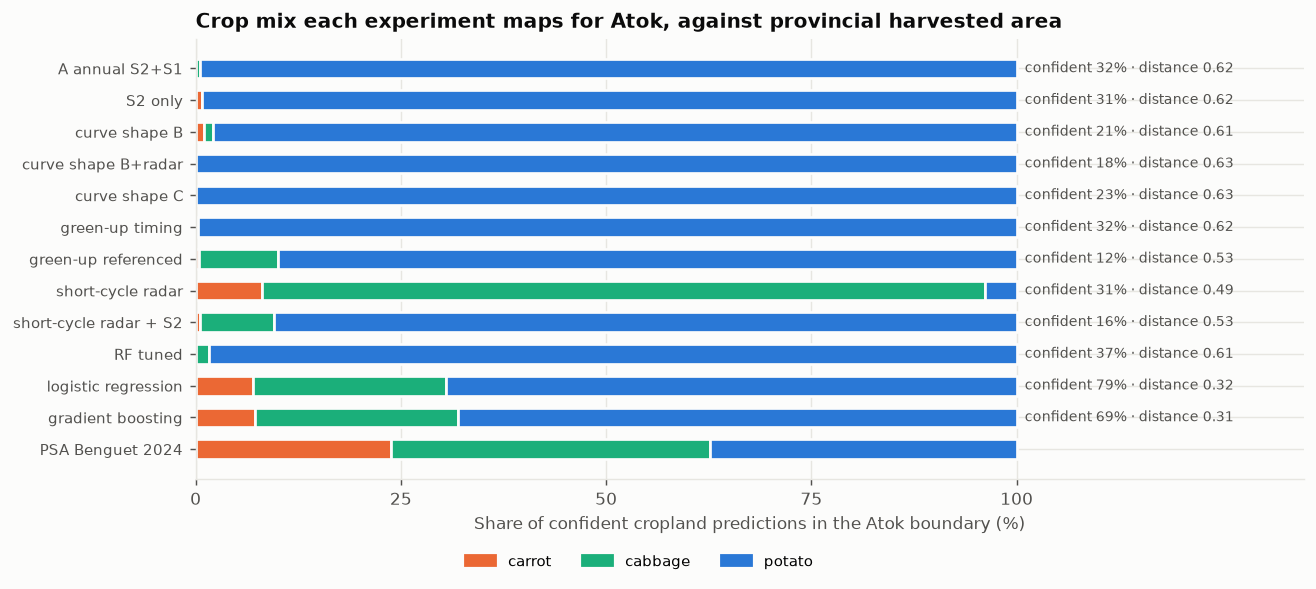 Crop mix each experiment maps for Atok, against provincial harvested area
A annual S2+S1 confident 32% · distance 0.62
S2 only confident 31% · distance 0.62
curve shape B confident 21% · distance 0.61
curve shape B+radar confident 18% · distance 0.63
curve shape C confident 23% · distance 0.63
green-up timing confident 32% · distance 0.62
green-up referenced confident 12% · distance 0.53
short-cycle radar confident 31% · distance 0.49
short-cycle radar + S2 confident 16% · distance 0.53
RF tuned confident 37% · distance 0.61
logistic regression confident 79% · distance 0.32
gradient boosting confident 69% · distance 0.31
PSA Benguet 2024
0 25 50 75 100
Share of confident cropland predictions in the Atok boundary (%)
carrot cabbage potato